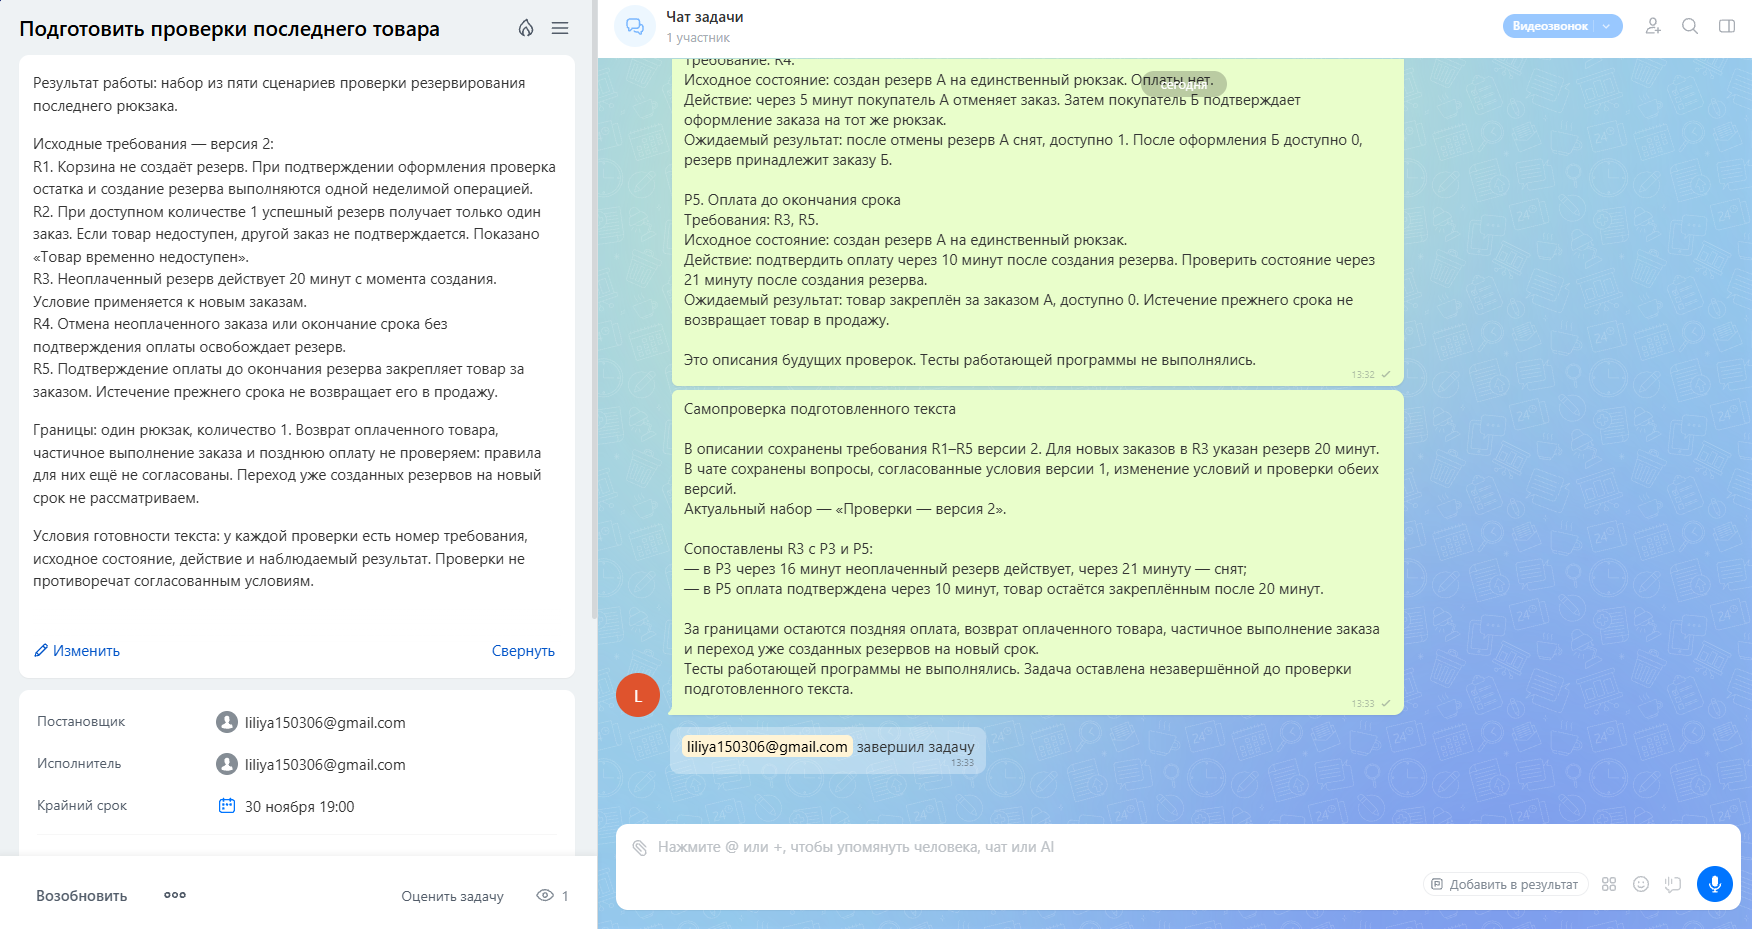 Подготовить проверки последнего товара
Результат работы: набор из пяти сценариев проверки резервирования
последнего рюкзака.
Исходные требования — версия 2:
R1. Корзина не создаёт резерв. При подтверждении оформления проверка
остатка и создание резерва выполняются одной неделимой операцией.
R2. При доступном количестве 1 успешный резерв получает только один
заказ. Если товар недоступен, другой заказ не подтверждается. Показано
«Товар временно недоступен».
R3. Неоплаченный резерв действует 20 минут с момента создания.
Условие применяется к новым заказам.
R4. Отмена неоплаченного заказа или окончание срока без
подтверждения оплаты освобождает резерв.
R5. Подтверждение оплаты до окончания резерва закрепляет товар за
заказом. Истечение прежнего срока не возвращает его в продажу.
Границы: один рюкзак, количество 1. Возврат оплаченного товара,
частичное выполнение заказа и позднюю оплату не проверяем: правила
для них ещё не согласованы. Переход уже созданных резервов на новый
срок не рассматриваем.
Условия готовности текста: у каждой проверки есть номер требования,
исходное состояние, действие и наблюдаемый результат. Проверки не
противоречат согласованным условиям.
Изменить
Свернуть
Постановщик
liliya150306@gmail.com
Исполнитель
liliya150306@gmail.com
Крайний срок
30 ноября 19:00
Возобновить
Оценить задачу
1
Чат задачи
1 участник
Видеозвонок
сегодня
Требование: R4.
Исходное состояние: создан резерв А на единственный рюкзак. Оплаты нет.
Действие: через 5 минут покупатель А отменяет заказ. Затем покупатель Б подтверждает
оформление заказа на тот же рюкзак.
Ожидаемый результат: после отмены резерв А снят, доступно 1. После оформления Б доступно 0,
резерв принадлежит заказу Б.
P5. Оплата до окончания срока
Требования: R3, R5.
Исходное состояние: создан резерв А на единственный рюкзак.
Действие: подтвердить оплату через 10 минут после создания резерва. Проверить состояние через
21 минуту после создания резерва.
Ожидаемый результат: товар закреплён за заказом А, доступно 0. Истечение прежнего срока не
возвращает товар в продажу.
Это описания будущих проверок. Тесты работающей программы не выполнялись.
13:32
Самопроверка подготовленного текста
В описании сохранены требования R1–R5 версии 2. Для новых заказов в R3 указан резерв 20 минут.
В чате сохранены вопросы, согласованные условия версии 1, изменение условий и проверки обеих
версий.
Актуальный набор — «Проверки — версия 2».
Сопоставлены R3 с P3 и P5:
— в P3 через 16 минут неоплаченный резерв действует, через 21 минуту — снят;
— в P5 оплата подтверждена через 10 минут, товар остаётся закреплённым после 20 минут.
За границами остаются поздняя оплата, возврат оплаченного товара, частичное выполнение заказа
и переход уже созданных резервов на новый срок.
Тесты работающей программы не выполнялись. Задача оставлена незавершённой до проверки
подготовленного текста.
13:33
L
liliya150306@gmail.com завершил задачу
13:33
Нажмите @ или +, чтобы упомянуть человека, чат или AI
Добавить в результат